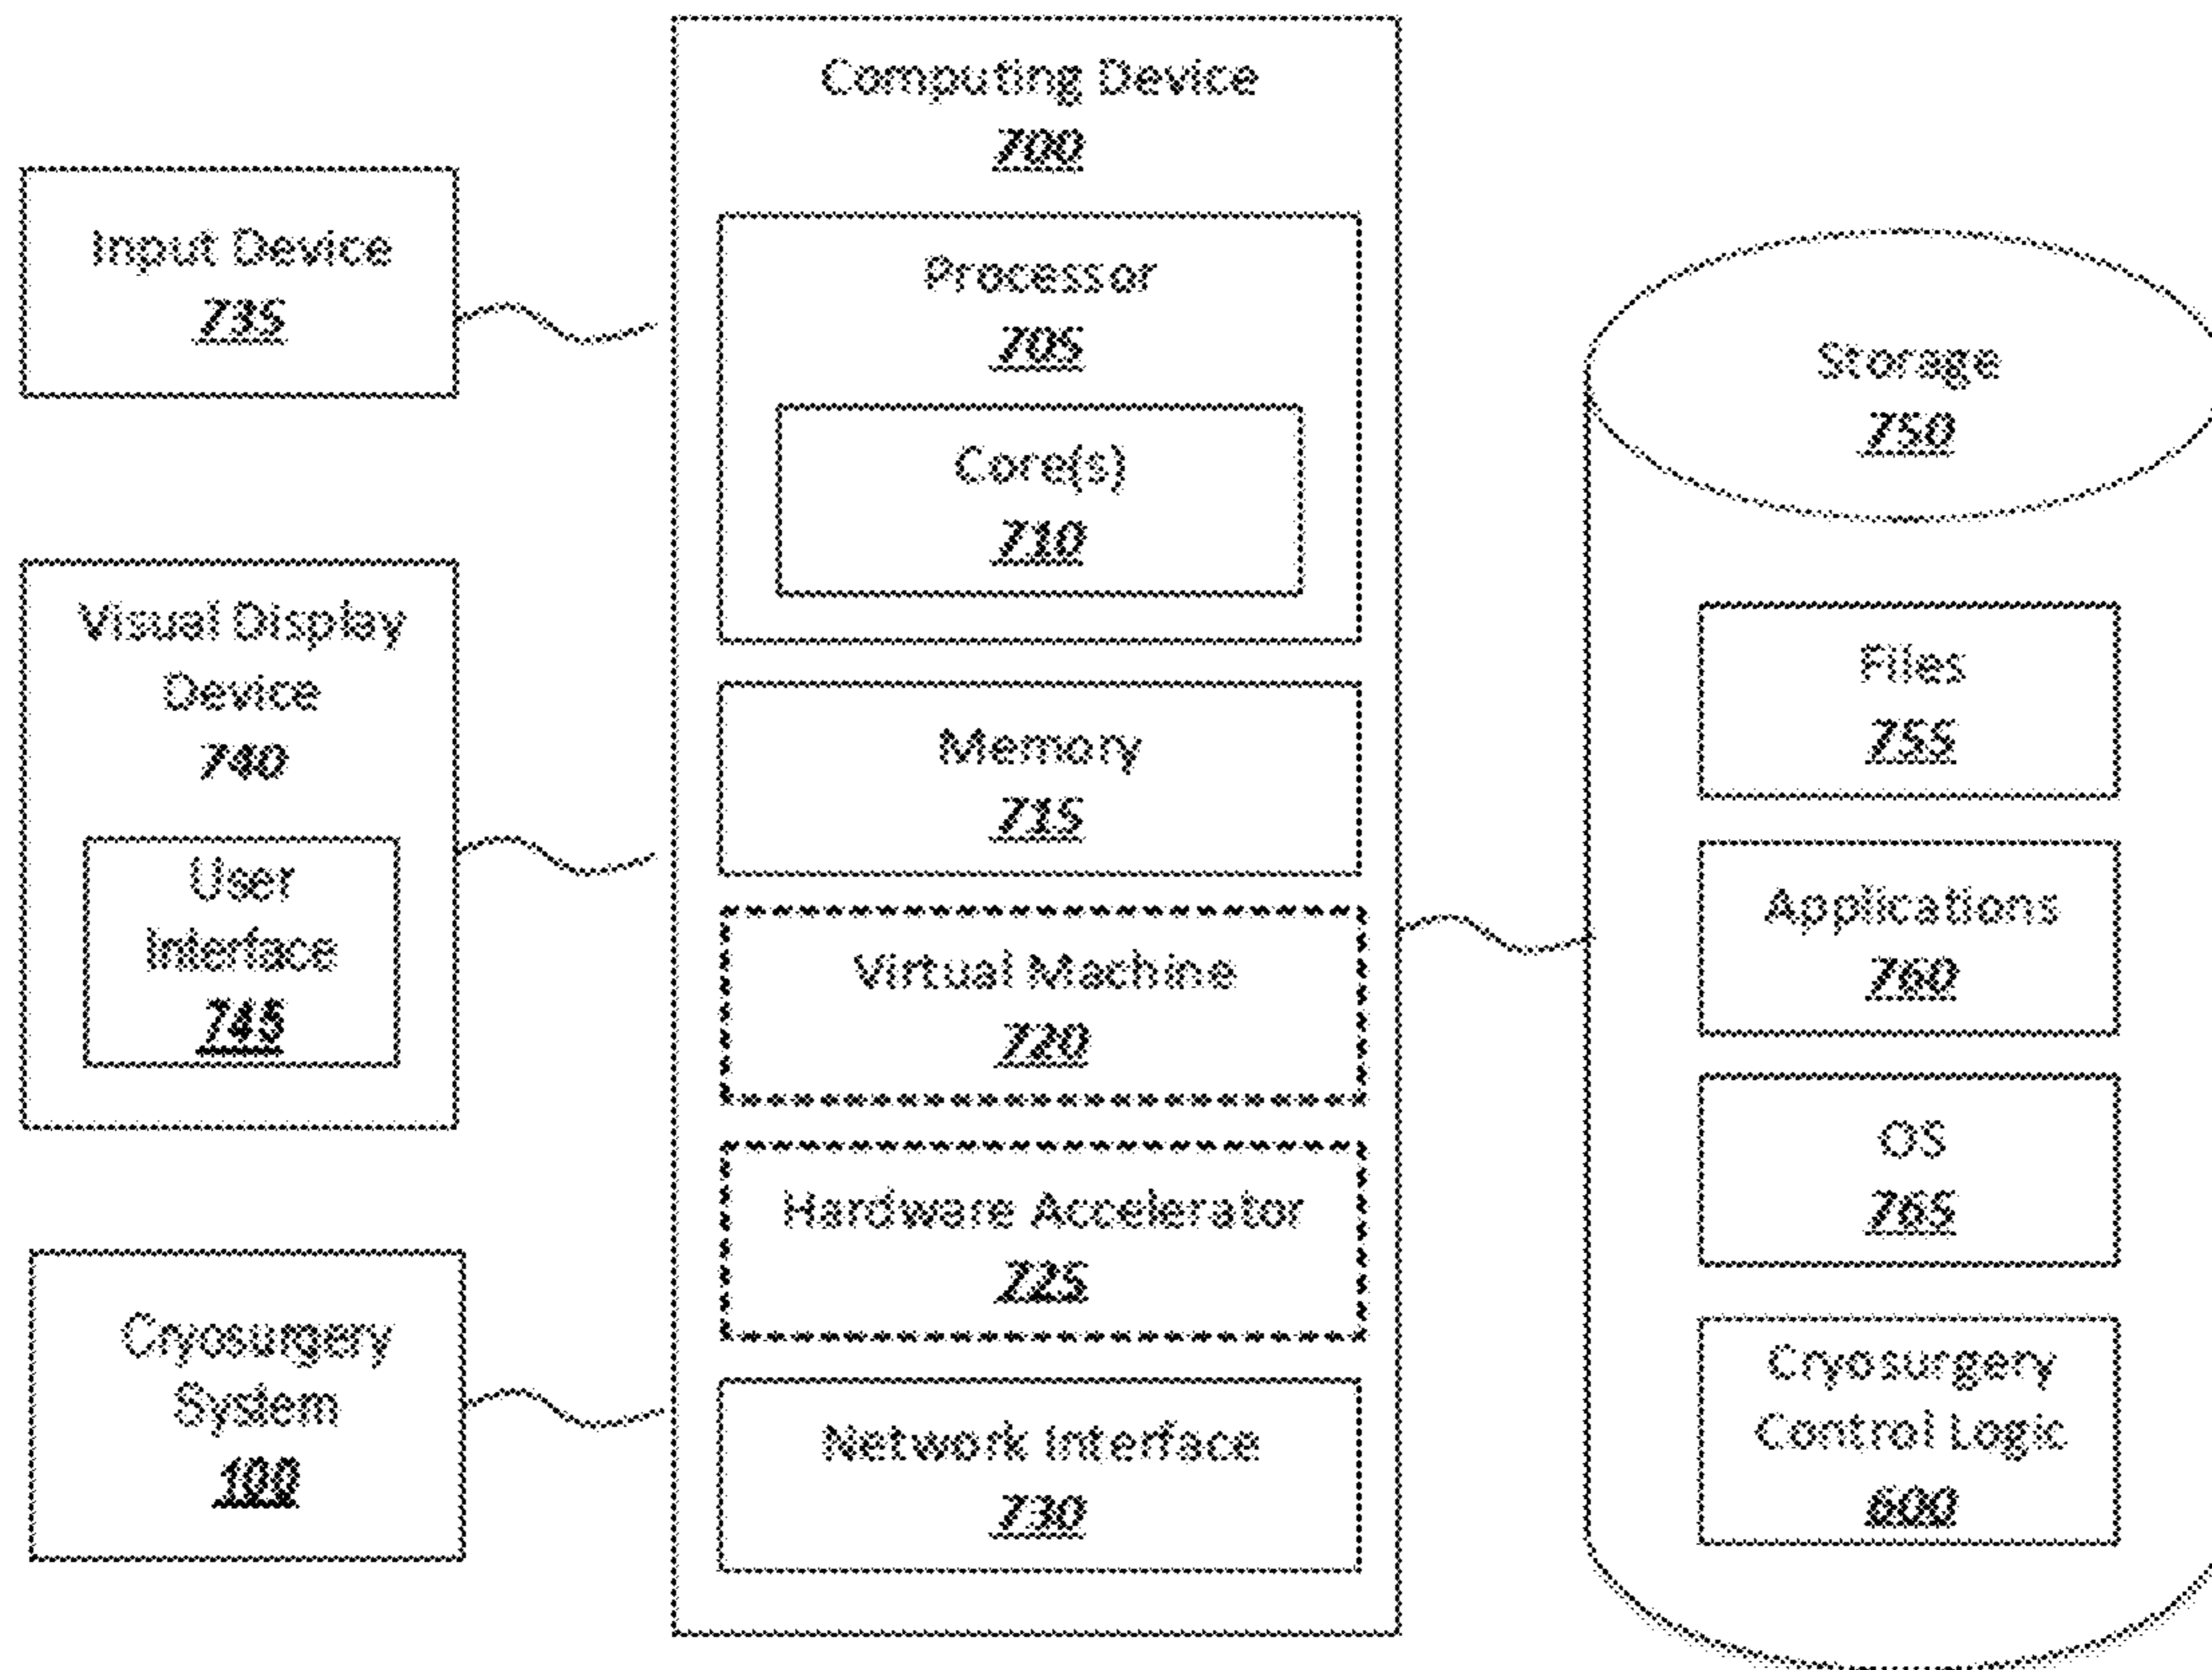 Computing Device
700
Input Device
735
Processor
705
Core(s)
710
Storage
750
Visual Display
Device
740
User
Interface
745
Memory
715
Virtual Machine
720
Hardware Accelerator
725
Network Interface
730
Files
755
Applications
760
OS
765
Cryosurgery
Control Logic
600
Cryosurgery
System
100